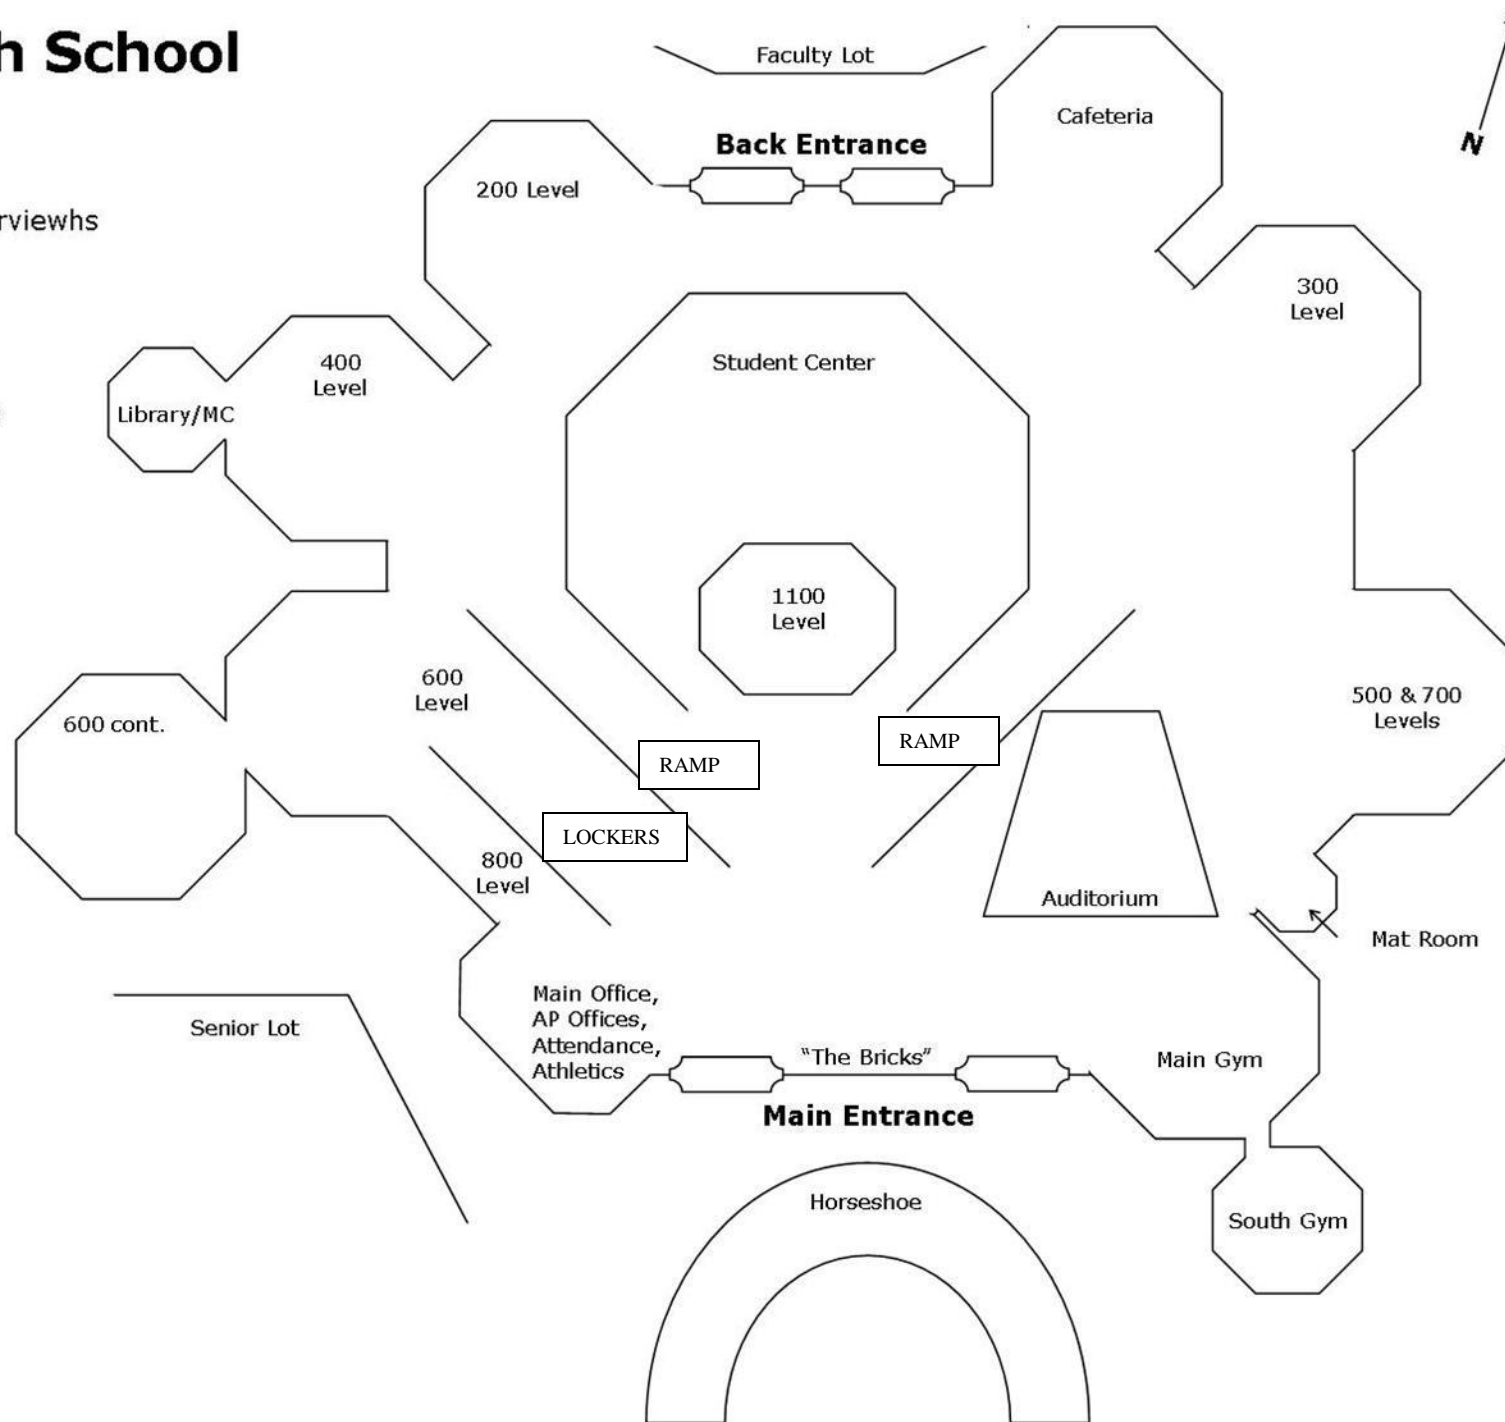 h School
Faculty Lot
Cafeteria
Back Entrance
N
200 Level
rviewhs
300
Level
400
Level
Student Center
Library/MC
1100
Level
600
Level
500 & 700
Levels
600 cont.
RAMP
RAMP
LOCKERS
800
Level
Auditorium
Mat Room
Main Office,
AP Offices,
Attendance,
Athletics
Senior Lot
“The Bricks”
Main Gym
Main Entrance
Horseshoe
South Gym